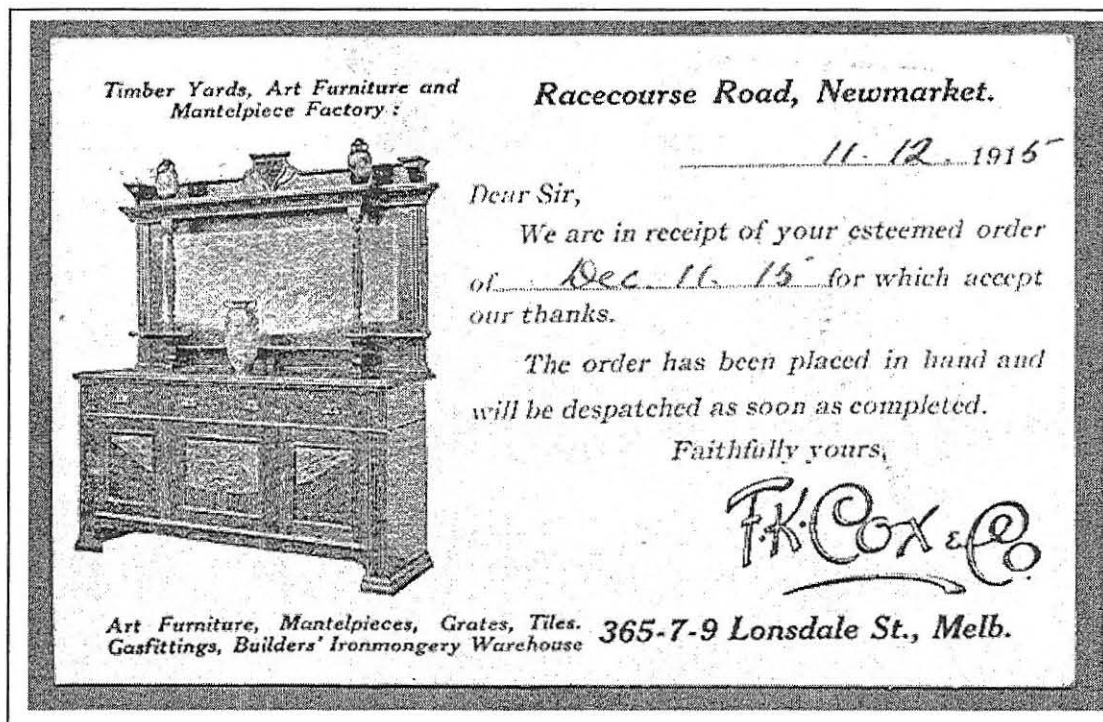 Timber Yards, Art Furniture and
Mantelpiece Factory :
Racecourse Road, Newmarket.
11. 12. 1915
Dear Sir,
We are in receipt of your esteemed order
of Dec. 11. 15 for which accept
our thanks.
The order has been placed in hand and
will be despatched as soon as completed.
Faithfully yours,
F.K. Cox & Co.
Art Furniture, Mantelpieces, Grates, Tiles.
Gasfittings, Builders' Ironmongery Warehouse
365-7-9 Lonsdale St., Melb.